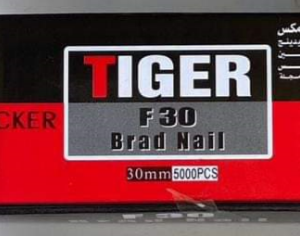 TIGER
F30
Brad Nail
CKER
30mm 5000PCS